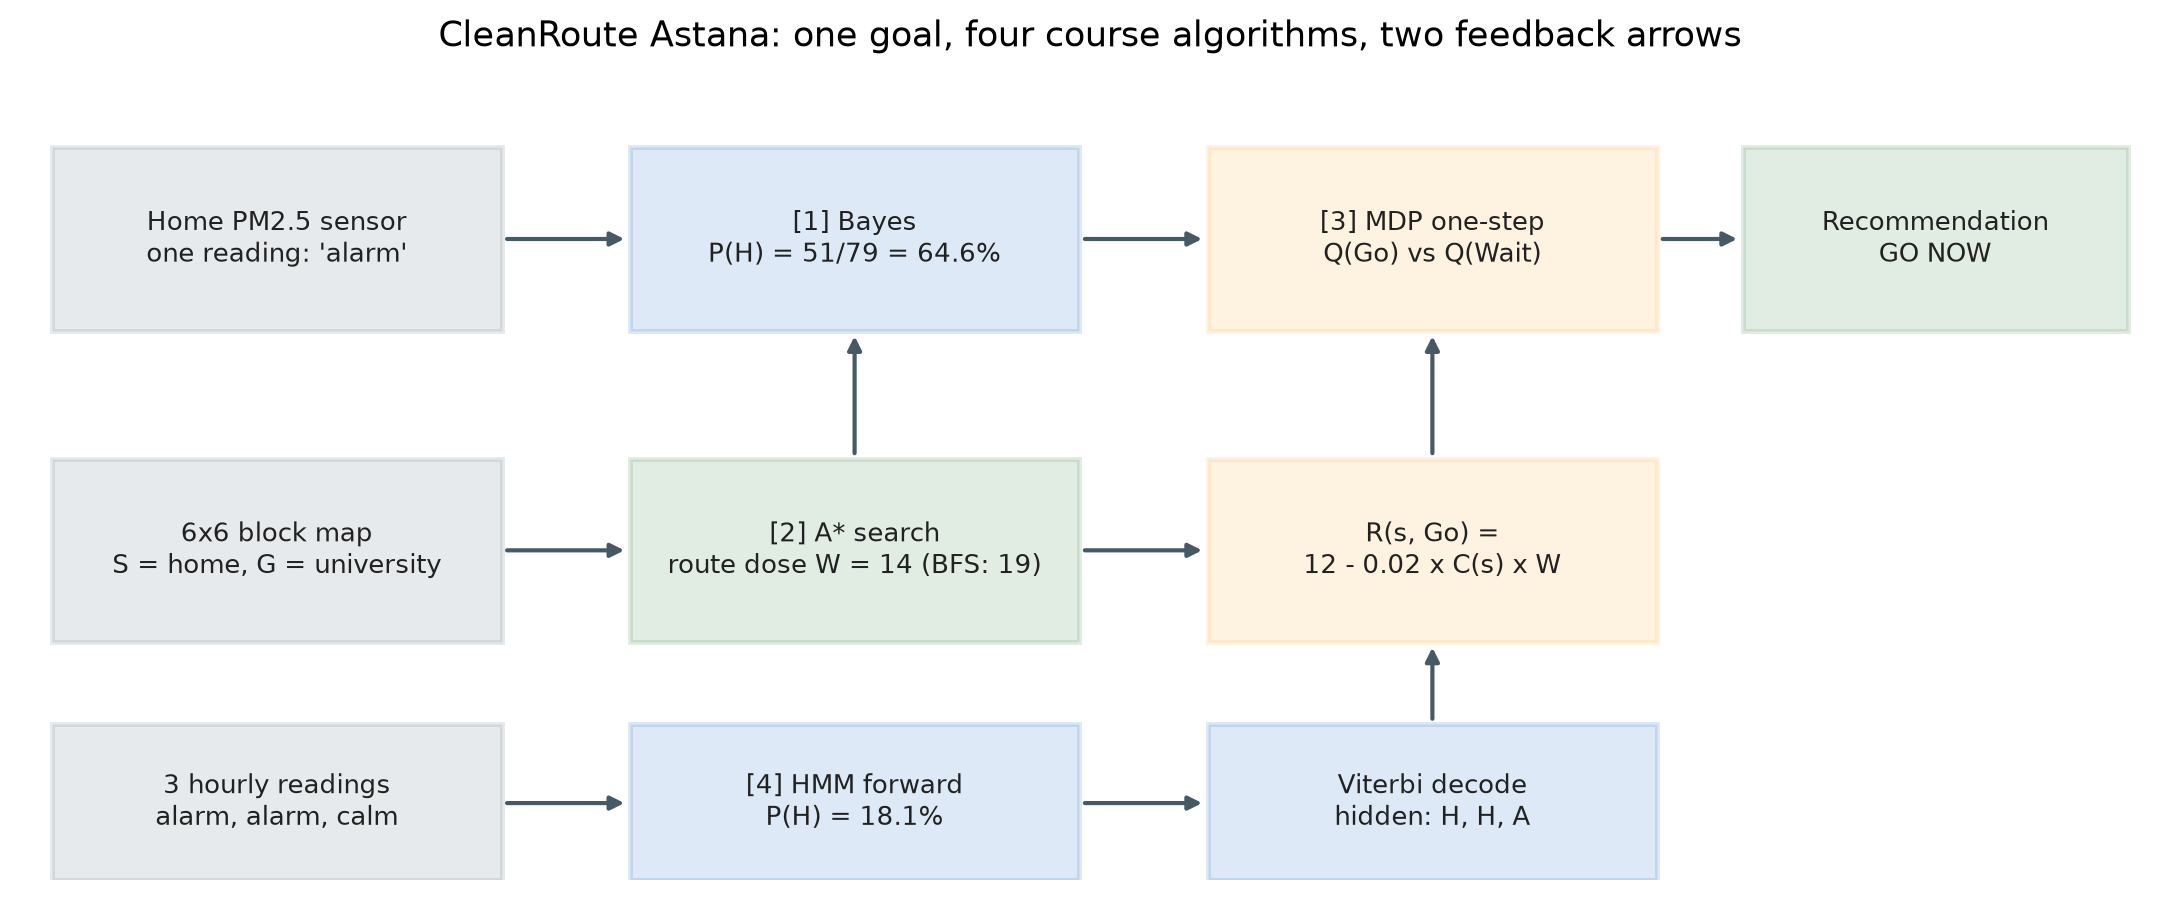 CleanRoute Astana: one goal, four course algorithms, two feedback arrows
Home PM2.5 sensor
one reading: 'alarm'
[1] Bayes
P(H) = 51/79 = 64.6%
[3] MDP one-step
Q(Go) vs Q(Wait)
Recommendation
GO NOW
6x6 block map
S = home, G = university
[2] A* search
route dose W = 14 (BFS: 19)
R(s, Go) =
12 - 0.02 x C(s) x W
3 hourly readings
alarm, alarm, calm
[4] HMM forward
P(H) = 18.1%
Viterbi decode
hidden: H, H, A